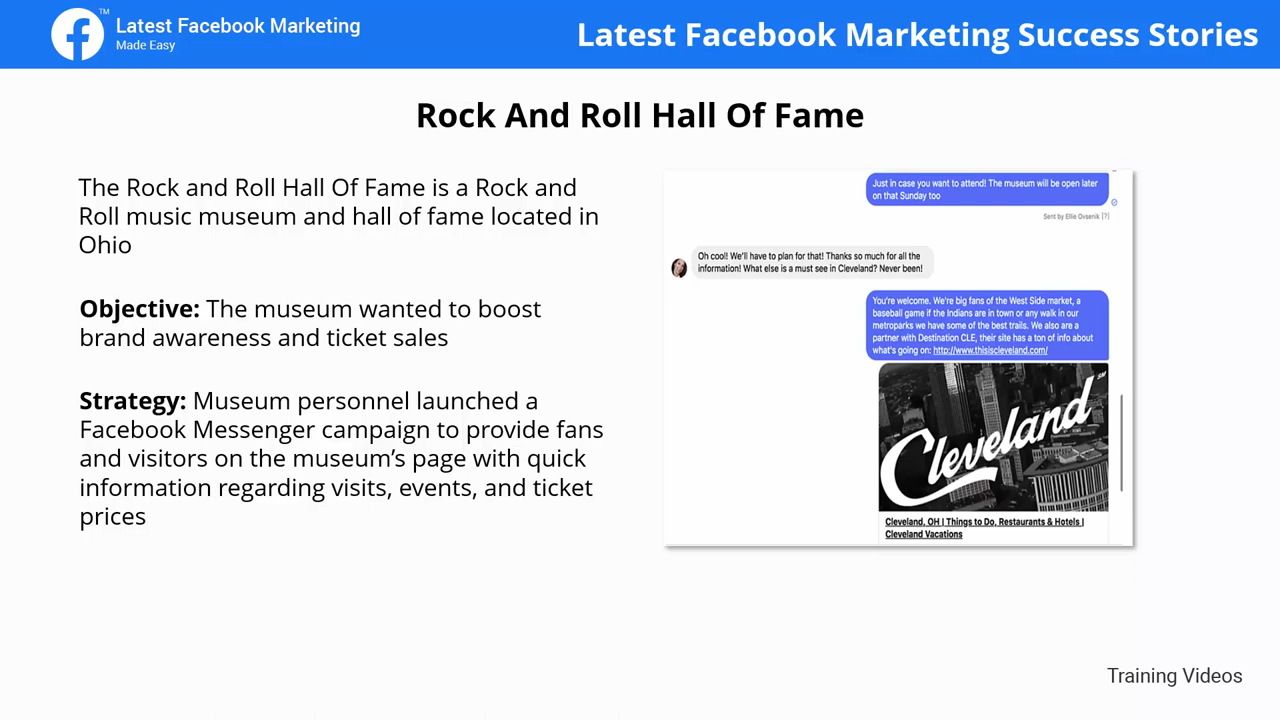 Latest Facebook Marketing
TM
Made Easy
Latest Facebook Marketing Success Stories
Rock And Roll Hall Of Fame
The Rock and Roll Hall Of Fame is a Rock and
Roll music museum and hall of fame located in
Ohio
Objective: The museum wanted to boost
brand awareness and ticket sales
Strategy: Museum personnel launched a
Facebook Messenger campaign to provide fans
and visitors on the museum’s page with quick
information regarding visits, events, and ticket
prices
Just in case you want to attend! The museum will be open later
on that Sunday too
Sent by Ellie Ovsenik [?]
Oh cool! We'll have to plan for that! Thanks so much for all the
information! What else is a must see in Cleveland? Never been!
You're welcome. We're big fans of the West Side market, a
baseball game if the Indians are in town or any walk in our
metroparks we have some of the best trails. We also are a
partner with Destination CLE, their site has a ton of info about
what's going on: http://www.thisiscleveland.com/
Cleveland
SM
Cleveland, OH | Things to Do, Restaurants & Hotels |
Cleveland Vacations
Training Videos